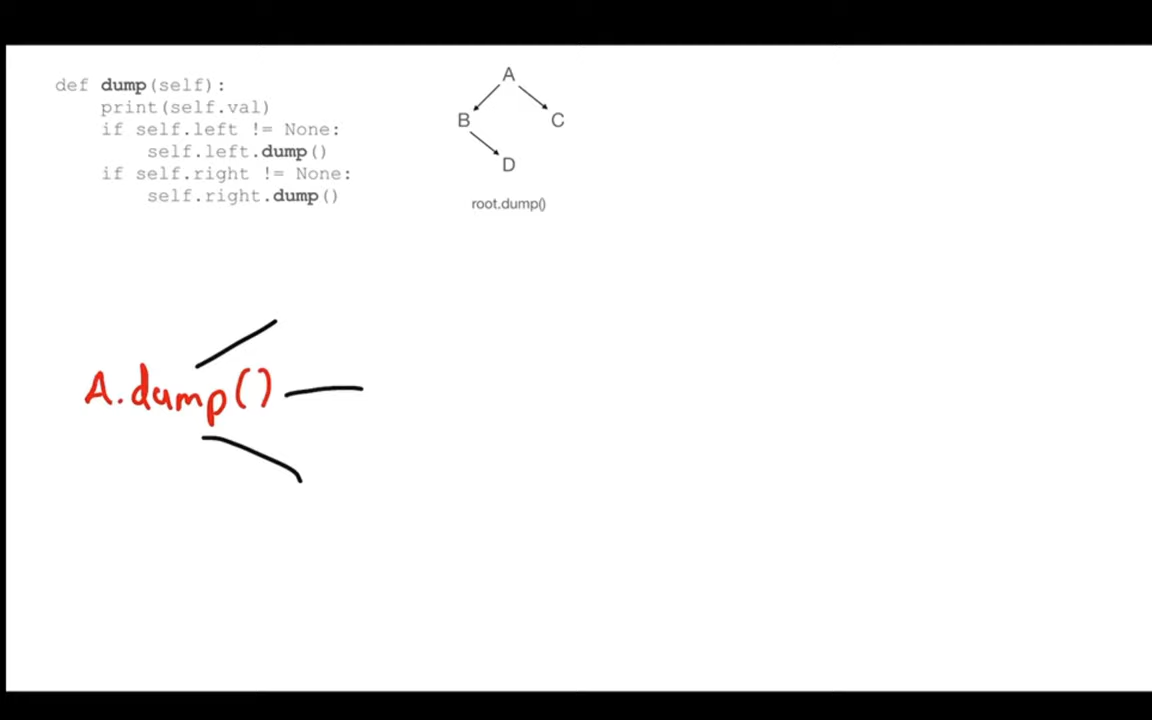 def dump(self):
    print(self.val)
    if self.left != None:
        self.left.dump()
    if self.right != None:
        self.right.dump()
A
B C
D
root.dump()
A.dump()